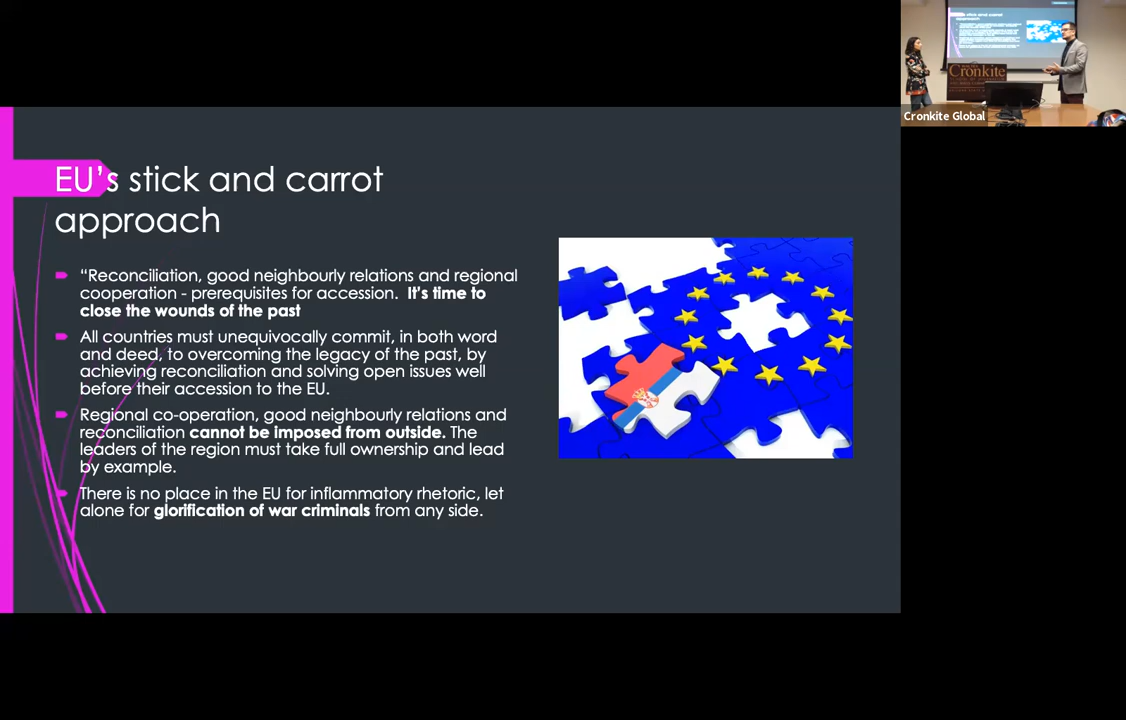 EU's stick and carrot
approach
"Reconciliation, good neighbourly relations and regional
cooperation - prerequisites for accession.  It's time to
close the wounds of the past
All countries must unequivocally commit, in both word
and deed, to overcoming the legacy of the past, by
achieving reconciliation and solving open issues well
before their accession to the EU.
Regional co-operation, good neighbourly relations and
reconciliation cannot be imposed from outside. The
leaders of the region must take full ownership and lead
by example.
There is no place in the EU for inflammatory rhetoric, let
alone for glorification of war criminals from any side.
Cronkite
Cronkite Global